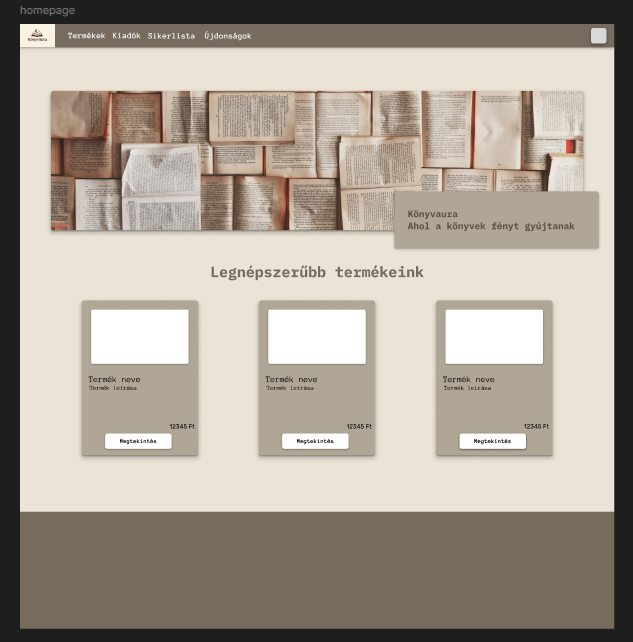 homepage
Könyvaura
Termékek Kiadók Sikerlista Újdonságok
Könyvaura
Ahol a könyvek fényt gyújtanak
Legnépszerűbb termékeink
Termék neve
Termék leírása
12345 Ft
Megtekintés
Termék neve
Termék leírása
12345 Ft
Megtekintés
Termék neve
Termék leírása
12345 Ft
Megtekintés